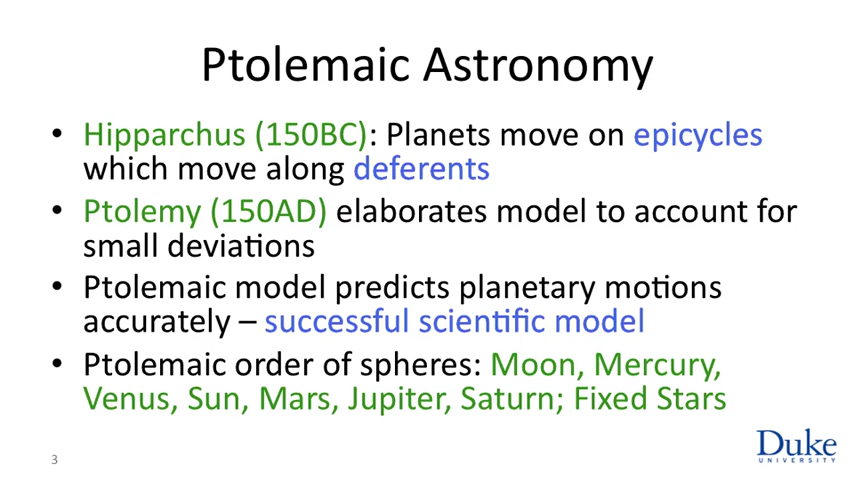 Ptolemaic Astronomy
• Hipparchus (150BC): Planets move on epicycles
which move along deferents
• Ptolemy (150AD) elaborates model to account for
small deviations
• Ptolemaic model predicts planetary motions
accurately – successful scientific model
• Ptolemaic order of spheres: Moon, Mercury,
Venus, Sun, Mars, Jupiter, Saturn; Fixed Stars
3
Duke
UNIVERSITY